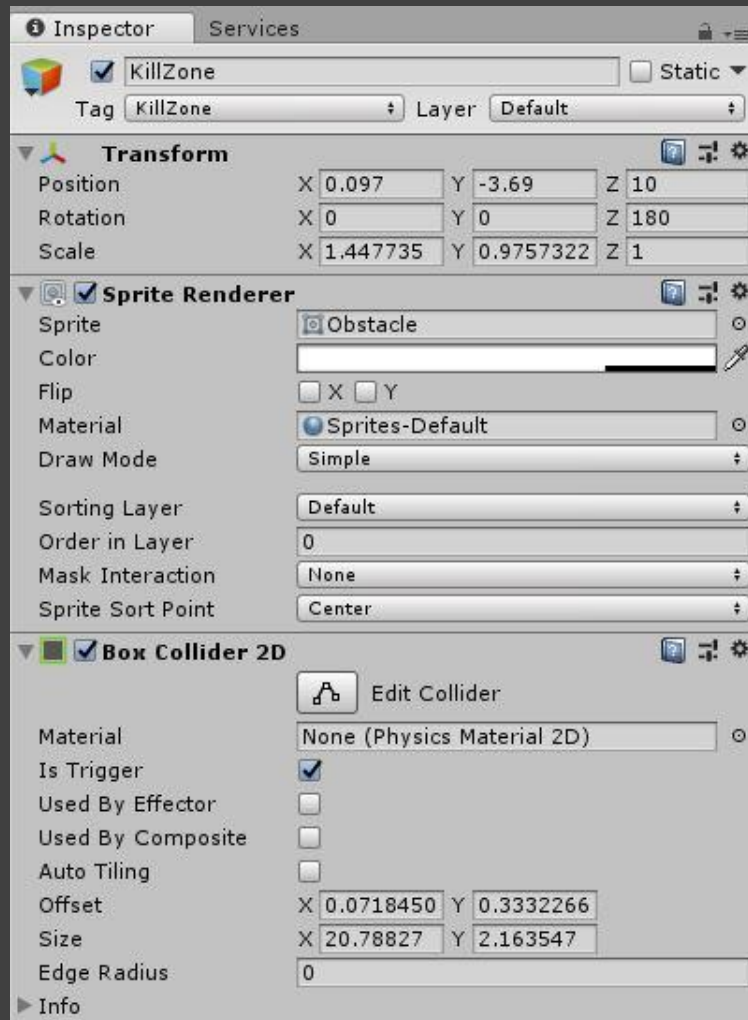 Inspector Services
KillZone Static
Tag KillZone Layer Default
Transform
Position X 0.097 Y -3.69 Z 10
Rotation X 0 Y 0 Z 180
Scale X 1.447735 Y 0.9757322 Z 1
Sprite Renderer
Sprite Obstacle
Color
Flip X Y
Material Sprites-Default
Draw Mode Simple
Sorting Layer Default
Order in Layer 0
Mask Interaction None
Sprite Sort Point Center
Box Collider 2D
Edit Collider
Material None (Physics Material 2D)
Is Trigger
Used By Effector
Used By Composite
Auto Tiling
Offset X 0.0718450 Y 0.3332266
Size X 20.78827 Y 2.163547
Edge Radius 0
Info